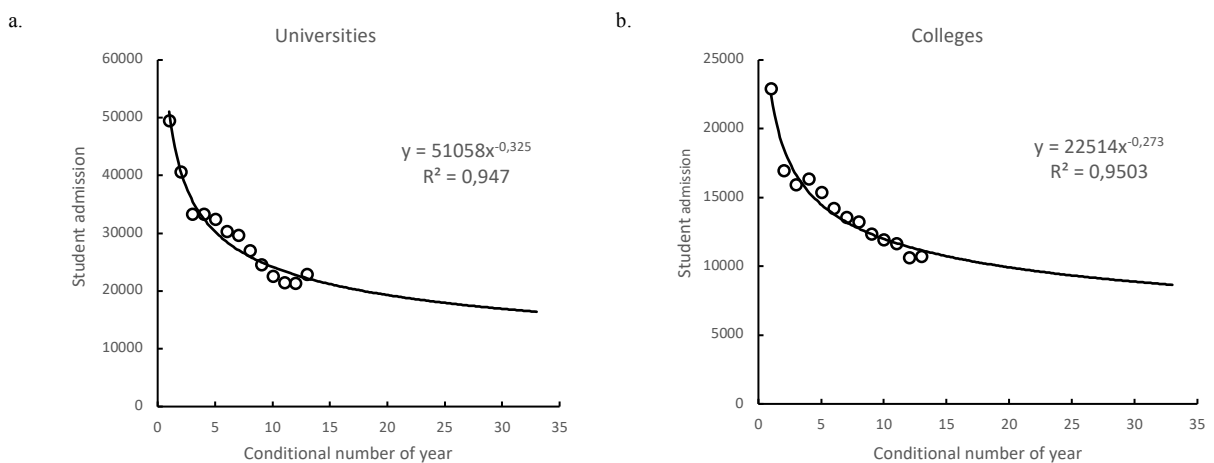 a.
Universities
60000
50000
40000
30000
20000
10000
0
Student admission
y = 51058x^-0,325
R² = 0,947
0 5 10 15 20 25 30 35
Conditional number of year
b.
Colleges
25000
20000
15000
10000
5000
0
Student admission
y = 22514x^-0,273
R² = 0,9503
0 5 10 15 20 25 30 35
Conditional number of year